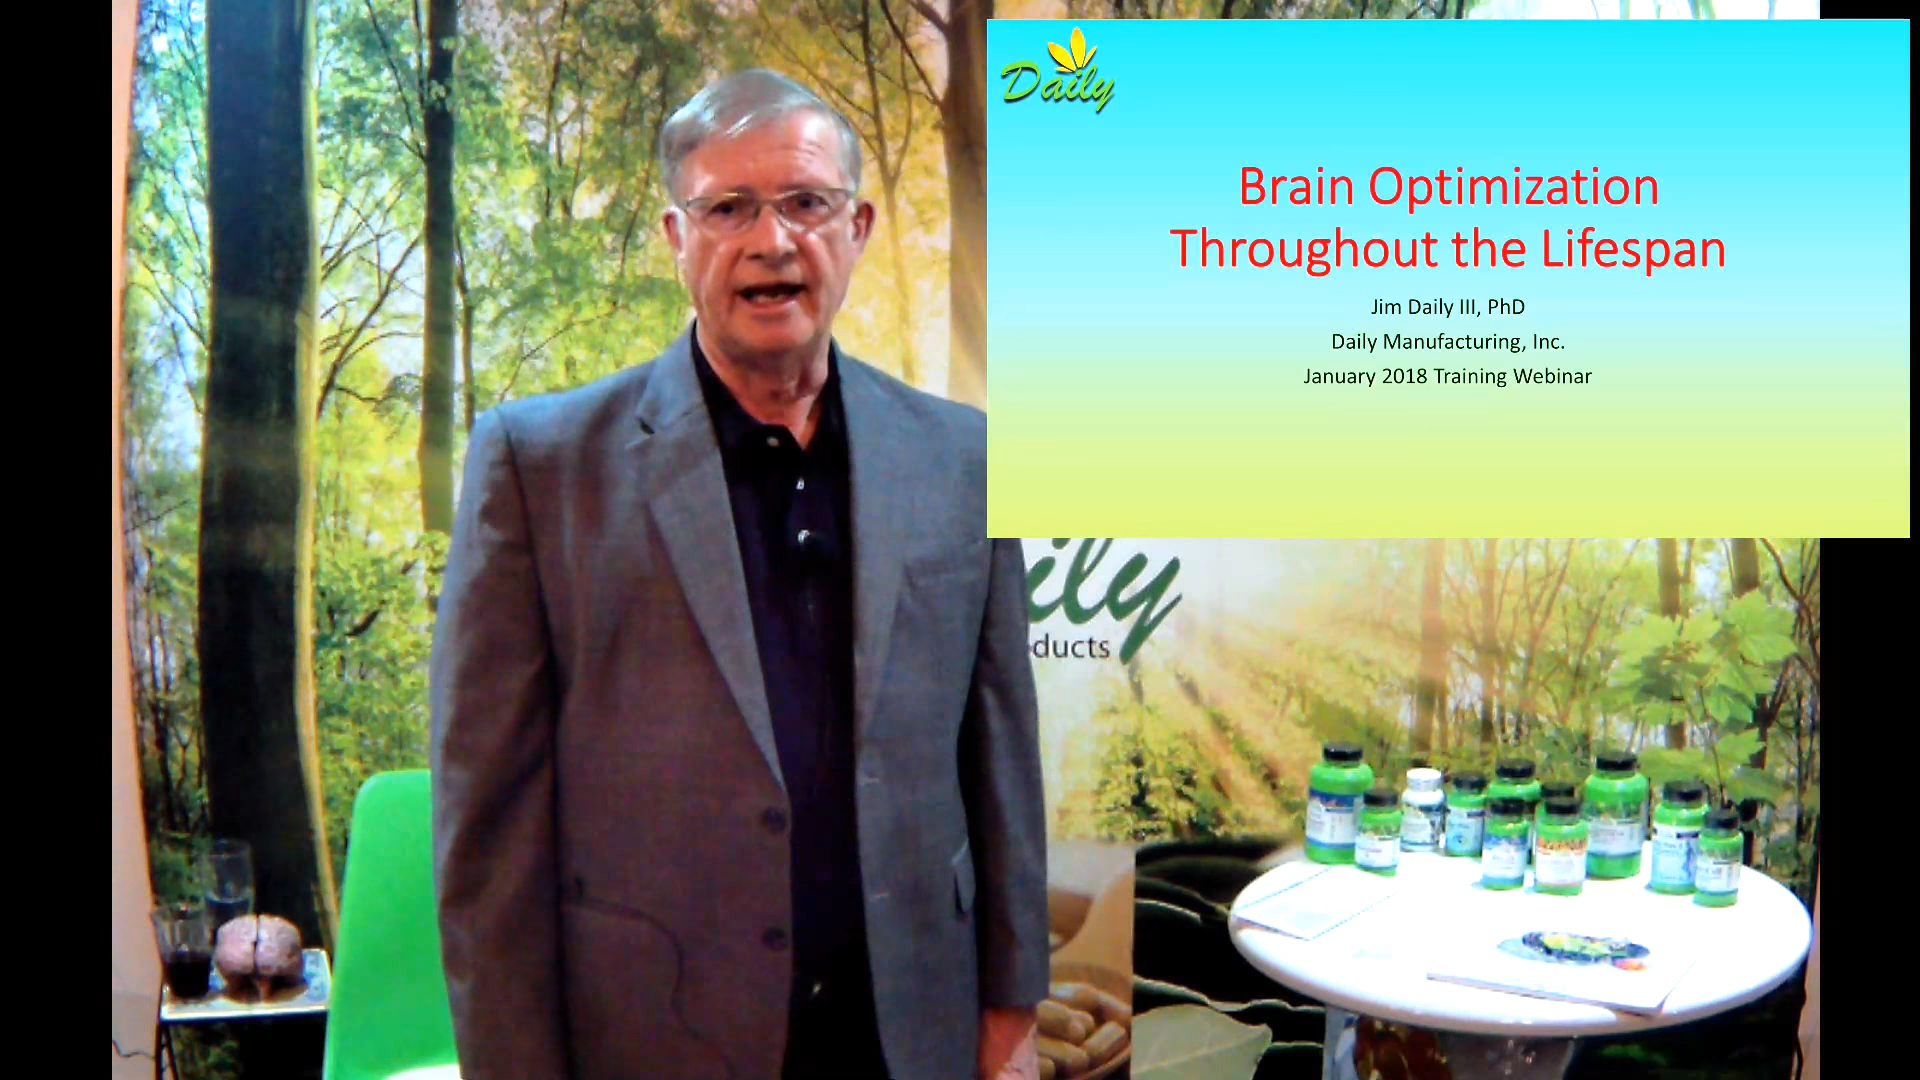 Daily
Brain Optimization
Throughout the Lifespan
Jim Daily III, PhD
Daily Manufacturing, Inc.
January 2018 Training Webinar
ily
ducts